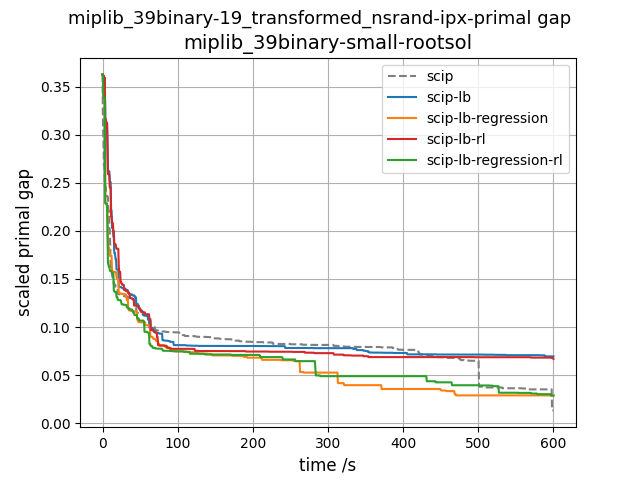 miplib_39binary-19_transformed_nsrand-ipx-primal gap
miplib_39binary-small-rootsol
scaled primal gap
0.35
0.30
0.25
0.20
0.15
0.10
0.05
0.00
scip
scip-lb
scip-lb-regression
scip-lb-rl
scip-lb-regression-rl
0
100
200
300
400
500
600
time /s